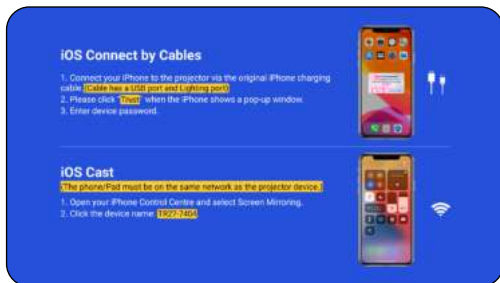 iOS Connect by Cables
1. Connect your iPhone to the projector via the original iPhone charging
cable. (Cable has a USB port and Lighting port)
2. Please click "Trust" when the iPhone shows a pop-up window.
3. Enter device password.
iOS Cast
(The phone/Pad must be on the same network as the projector device.)
1. Open your iPhone Control Centre and select Screen Mirroring.
2. Click the device name: TR27-7404